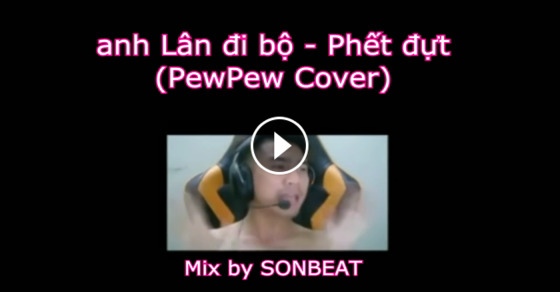 anh Lân đi bộ - Phết đựt
(PewPew Cover)
Mix by SONBEAT